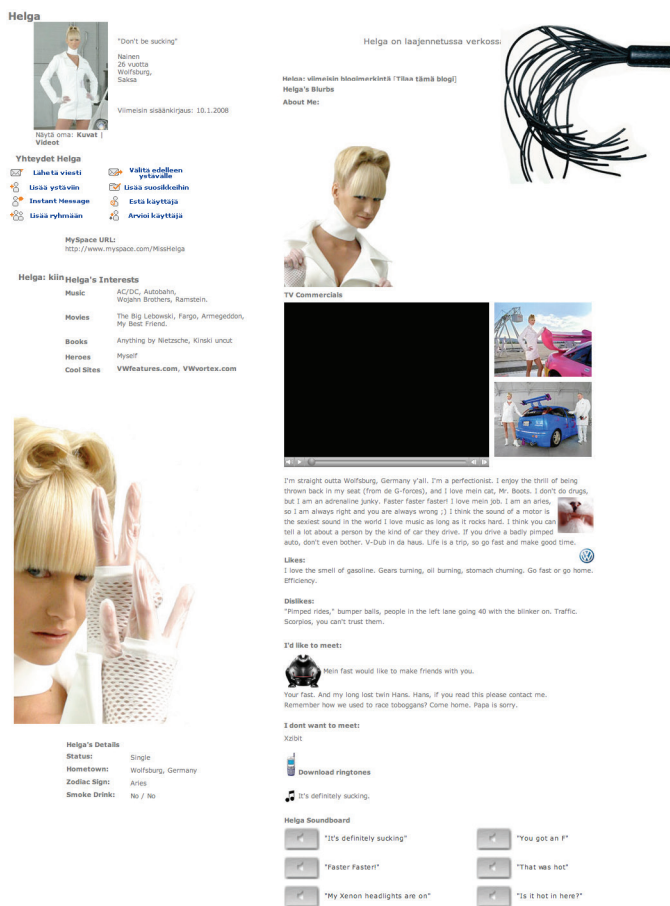 Helga
"Don't be sucking"
Nainen
26 vuotta
Wolfsburg,
Saksa
Viimeisin sisäänkirjaus: 10.1.2008
Näytä oma: Kuvat |
Videot
Yhteydet Helga
Lähetä viesti
Välitä edelleen ystävälle
Lisää ystäviin
Lisää suosikkeihin
Instant Message
Estä käyttäjä
Lisää ryhmään
Arvioi käyttäjä
MySpace URL:
http://www.myspace.com/MissHelga
Helga: kiin
Helga's Interests
Music
AC/DC, Autobahn,
Wojahn Brothers, Ramstein.
Movies
The Big Lebowski, Fargo, Armegeddon,
My Best Friend.
Books
Anything by Nietzsche, Kinski uncut
Heroes
Myself
Cool Sites
VWfeatures.com, VWvortex.com
Helga's Details
Status: Single
Hometown: Wolfsburg, Germany
Zodiac Sign: Aries
Smoke Drink: No / No
Helga on laajennetussa verkoss
Helga: viimeisin blogimerkintä [Tilaa tämä blogi]
Helga's Blurbs
About Me:
TV Commercials
I'm straight outta Wolfsburg, Germany y'all. I'm a perfectionist. I enjoy the thrill of being
thrown back in my seat (from de G-forces), and I love mein cat, Mr. Boots. I don't do drugs,
but I am an adrenaline junky. Faster faster faster! I love mein job. I am an aries,
so I am always right and you are always wrong ;) I think the sound of a motor is
the sexiest sound in the world I love music as long as it rocks hard. I think you can
tell a lot about a person by the kind of car they drive. If you drive a badly pimped
auto, don't even bother. V-Dub in da haus. Life is a trip, so go fast and make good time.
Likes:
I love the smell of gasoline. Gears turning, oil burning, stomach churning. Go fast or go home.
Efficiency.
Dislikes:
"Pimped rides," bumper balls, people in the left lane going 40 with the blinker on. Traffic.
Scorpios, you can't trust them.
I'd like to meet:
Mein fast would like to make friends with you.
Your fast. And my long lost twin Hans. Hans, if you read this please contact me.
Remember how we used to race toboggans? Come home. Papa is sorry.
I dont want to meet:
Xzibit
Download ringtones
It's definitely sucking.
Helga Soundboard
"It's definitely sucking"
"You got an F"
"Faster Faster!"
"That was hot"
"My Xenon headlights are on"
"Is it hot in here?"